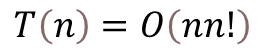 T(n) = O(nn!)